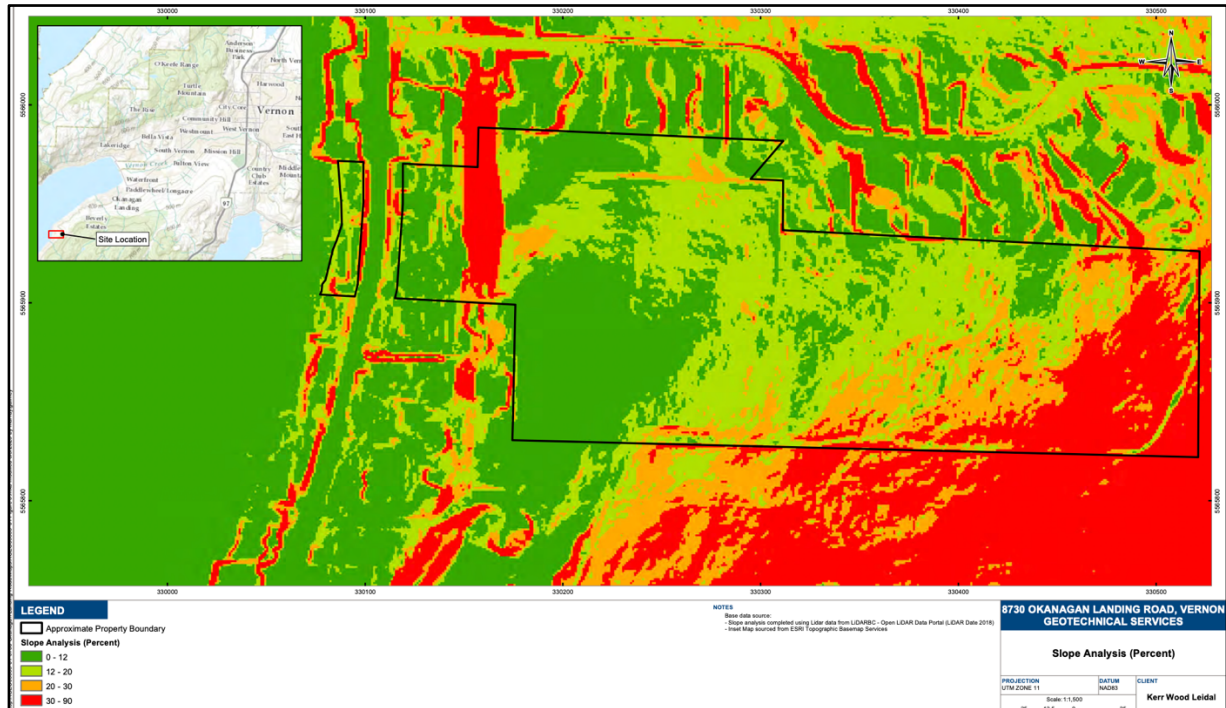 330000 330100 330200 330300 330400 330500
Anderson
Business
Park
North Ver
O'Keefe Range
Turtle
Mountain
Harwood
The Rise
City Core
Vernon
Community Hill
Bella Vista
Westmount
West Vernon
South
East H
Lakeridge
South Vernon
Mission Hill
Bolton View
Country
Club
Estates
Middle
Mounta
Waterfront
Okanagan
Landing
97
Beverly
Estates
Site Location
N
W E
S
5566000
5566000
5565900
5565900
5565800
5565800
330000 330100 330200 330300 330400 330500
LEGEND
Approximate Property Boundary
Slope Analysis (Percent)
0 - 12
12 - 20
20 - 30
30 - 90
NOTES
Base data source:
- Slope analysis completed using Lidar data from LiDARBC - Open LiDAR Data Portal (LiDAR Date 2018)
- Inset Map sourced from ESRI Topographic Basemap Services
8730 OKANAGAN LANDING ROAD, VERNON
GEOTECHNICAL SERVICES
Slope Analysis (Percent)
PROJECTION
UTM ZONE 11
DATUM
NAD83
CLIENT
Kerr Wood Leidal
Scale: 1:1,500